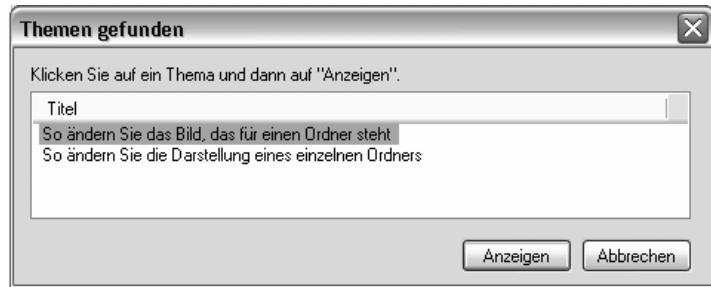 Themen gefunden
Klicken Sie auf ein Thema und dann auf "Anzeigen".
Titel
So ändern Sie das Bild, das für einen Ordner steht
So ändern Sie die Darstellung eines einzelnen Ordners
Anzeigen Abbrechen